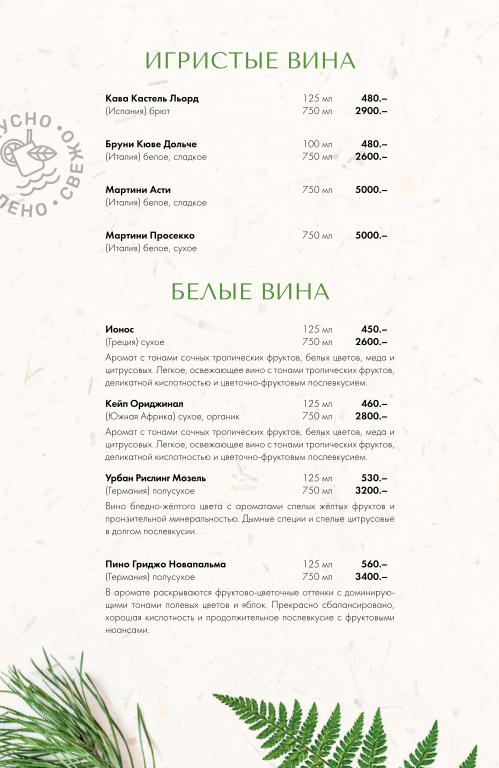 ИГРИСТЫЕ ВИНА
Кава Кастель Льорд 125 мл 480.–
(Испания) брют 750 мл 2900.–
Бруни Кюве Дольче 100 мл 480.–
(Италия) белое, сладкое 750 мл 2600.–
Мартини Асти 750 мл 5000.–
(Италия) белое, сладкое
Мартини Просекко 750 мл 5000.–
(Италия) белое, сухое
БЕЛЫЕ ВИНА
Ионос 125 мл 450.–
(Греция) сухое 750 мл 2600.–
Аромат с тонами сочных тропических фруктов, белых цветов, меда и
цитрусовых. Легкое, освежающее вино с тонами тропических фруктов,
деликатной кислотностью и цветочно-фруктовым послевкусием.
Кейп Ориджинал 125 мл 460.–
(Южная Африка) сухое, органик 750 мл 2800.–
Аромат с тонами сочных тропических фруктов, белых цветов, меда и
цитрусовых. Легкое, освежающее вино с тонами тропических фруктов,
деликатной кислотностью и цветочно-фруктовым послевкусием.
Урбан Рислинг Мозель 125 мл 530.–
(Германия) полусухое 750 мл 3200.–
Вино бледно-жёлтого цвета с ароматами спелых жёлтых фруктов и
пронзительной минеральностью. Дымные специи и спелые цитрусовые
в долгом послевкусии.
Пино Гриджо Новапальма 125 мл 560.–
(Германия) полусухое 750 мл 3400.–
В аромате раскрываются фруктово-цветочные оттенки с доминирую-
щими тонами полевых цветов и яблок. Прекрасно сбалансировано,
хорошая кислотность и продолжительное послевкусие с фруктовыми
нюансами.
УСНО • СВЕЖО •
ЛЕНО •